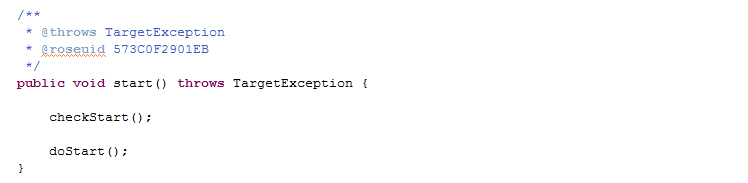 /**
 * @throws TargetException
 * @roseuid 573C0F2901EB
 */
public void start() throws TargetException {
    checkStart();
    doStart();
}